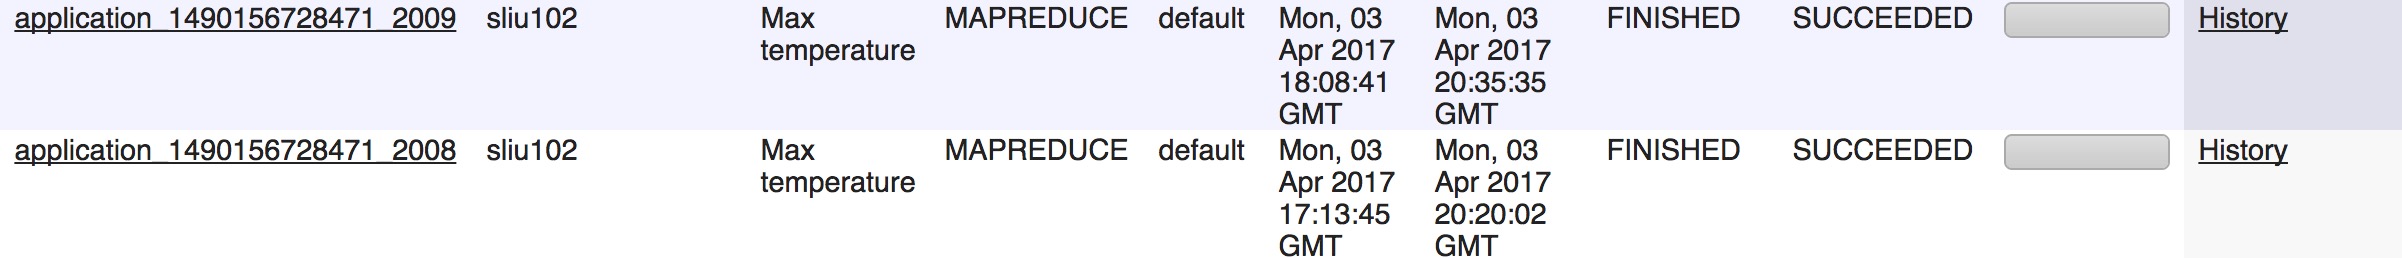 application_1490156728471_2009 sliu102 Max MAPREDUCE default Mon, 03 Mon, 03 FINISHED SUCCEEDED History
temperature Apr 2017 Apr 2017
18:08:41 20:35:35
GMT GMT
application_1490156728471_2008 sliu102 Max MAPREDUCE default Mon, 03 Mon, 03 FINISHED SUCCEEDED History
temperature Apr 2017 Apr 2017
17:13:45 20:20:02
GMT GMT